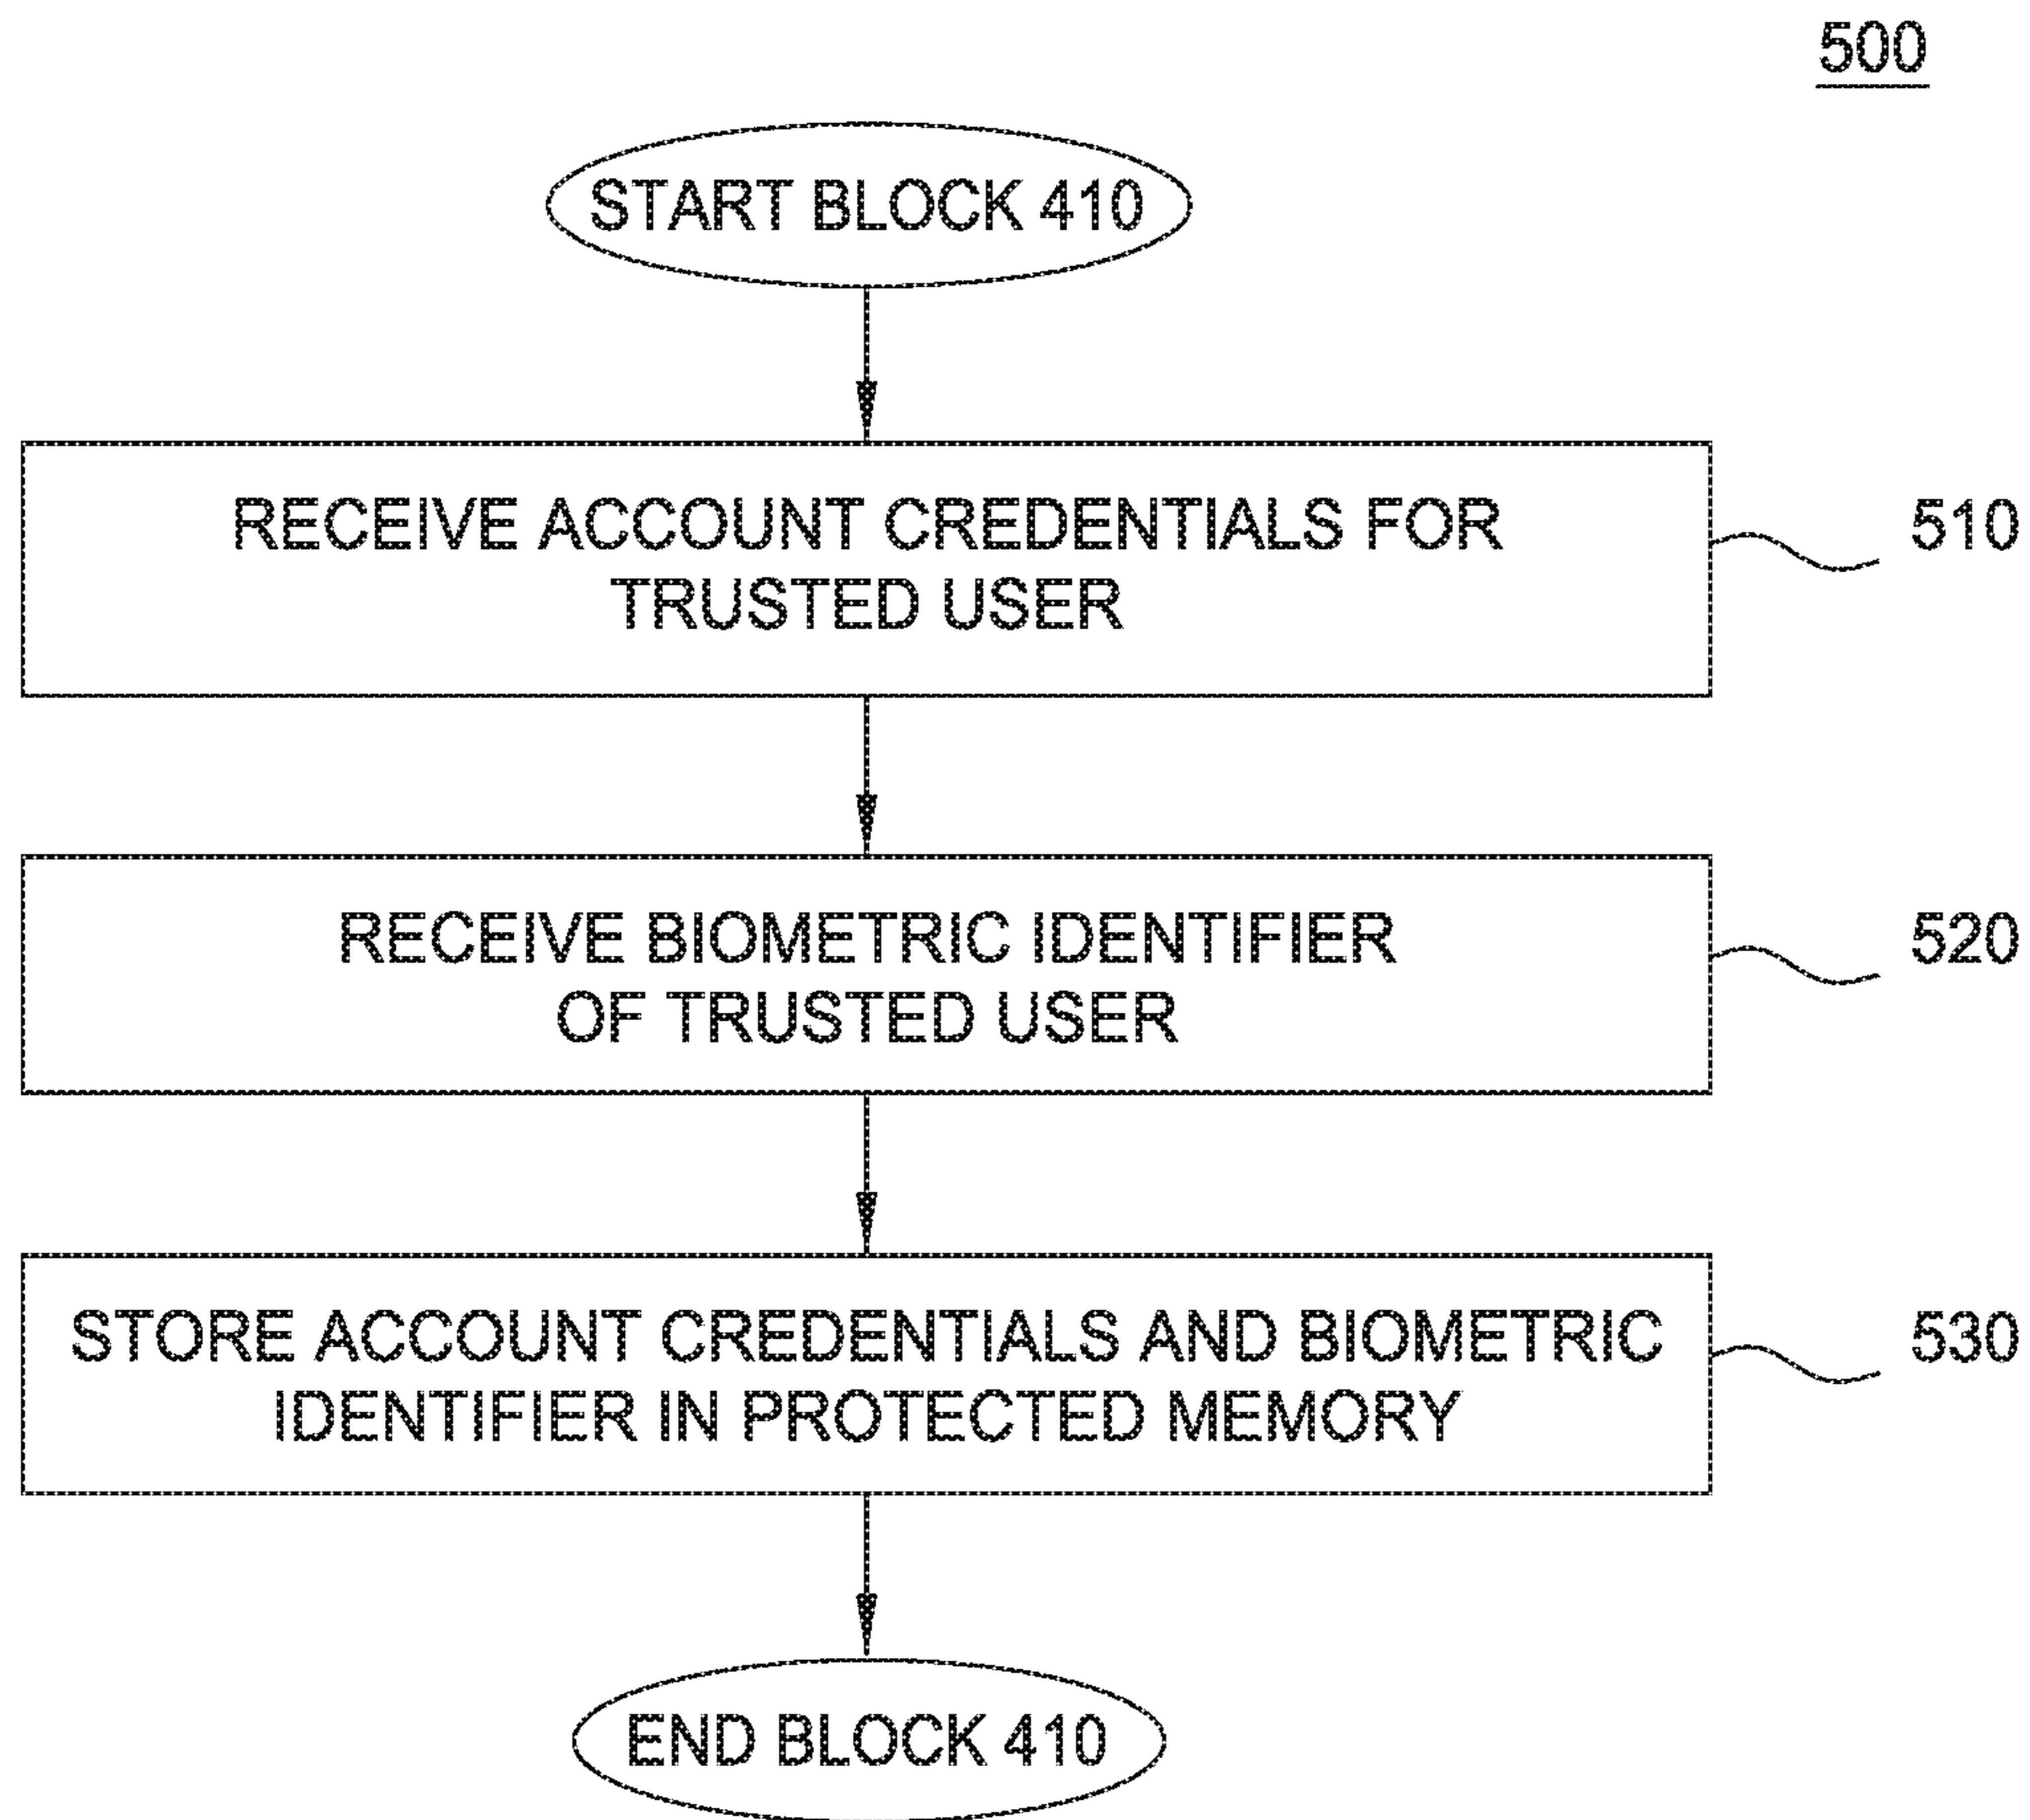 500
START BLOCK 410
RECEIVE ACCOUNT CREDENTIALS FOR
TRUSTED USER
510
RECEIVE BIOMETRIC IDENTIFIER
OF TRUSTED USER
520
STORE ACCOUNT CREDENTIALS AND BIOMETRIC
IDENTIFIER IN PROTECTED MEMORY
530
END BLOCK 410